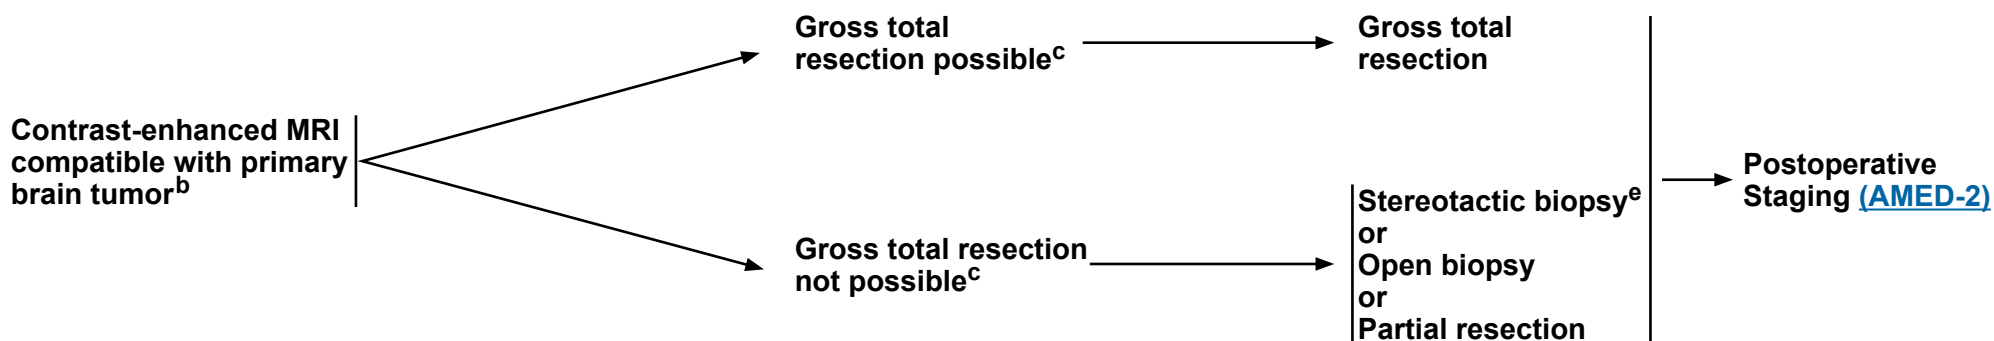 Contrast-enhanced MRI
compatible with primary
brain tumorᵇ
Gross total
resection possibleᶜ
Gross total
resection
Gross total resection
not possibleᶜ
Stereotactic biopsyᵉ
or
Open biopsy
or
Partial resection
Postoperative
Staging (AMED-2)